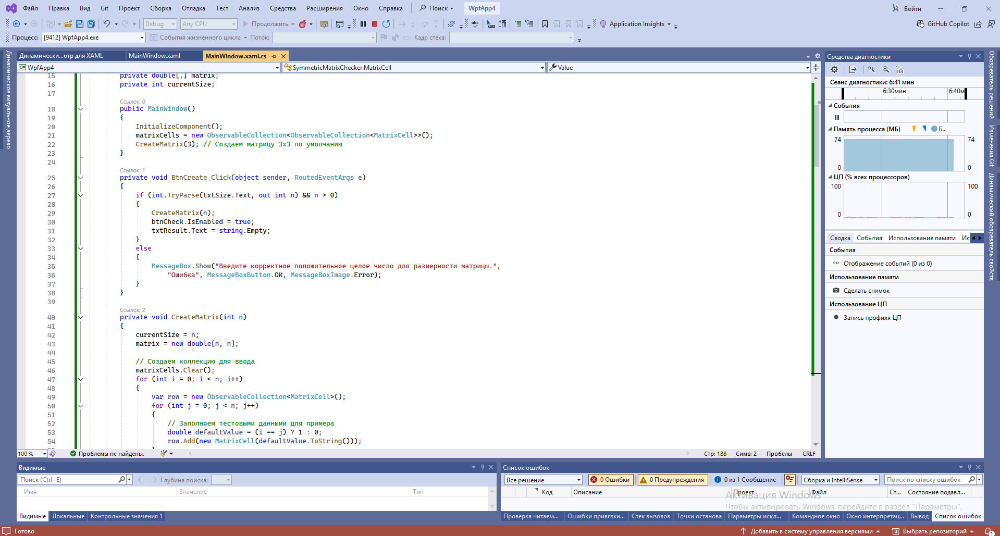 Файл Правка Вид Git Проект Сборка Отладка Тест Анализ Средства Расширения Окно Справка Поиск WpfApp4 Войти
Debug Any CPU Продолжить abc Application Insights GitHub Copilot
Процесс: [9412] WpfApp4.exe События жизненного цикла Поток: Кадр стека:
Динамическое визуальное дерево
Динамически...отр для XAML MainWindow.xaml MainWindow.xaml.cs
C# WpfApp4 SymmetricMatrixChecker.MatrixCell Value
15 private double[,] matrix;
16 private int currentSize;
17
Ссылок: 0
18 public MainWindow()
19 {
20 InitializeComponent();
21 matrixCells = new ObservableCollection<ObservableCollection<MatrixCell>>();
22 CreateMatrix(3); // Создаем матрицу 3x3 по умолчанию
23 }
24
Ссылок: 1
25 private void BtnCreate_Click(object sender, RoutedEventArgs e)
26 {
27 if (int.TryParse(txtSize.Text, out int n) && n > 0)
28 {
29 CreateMatrix(n);
30 btnCheck.IsEnabled = true;
31 txtResult.Text = string.Empty;
32 }
33 else
34 {
35 MessageBox.Show("Введите корректное положительное целое число для размерности матрицы.",
36 "Ошибка", MessageBoxButton.OK, MessageBoxImage.Error);
37 }
38 }
39
Ссылок: 2
40 private void CreateMatrix(int n)
41 {
42 currentSize = n;
43 matrix = new double[n, n];
44
45 // Создаем коллекцию для ввода
46 matrixCells.Clear();
47 for (int i = 0; i < n; i++)
48 {
49 var row = new ObservableCollection<MatrixCell>();
50 for (int j = 0; j < n; j++)
51 {
52 // Заполняем тестовыми данными для примера
53 double defaultValue = (i == j) ? 1 : 0;
54 row.Add(new MatrixCell(defaultValue.ToString()));
100 % Проблемы не найдены. Стр: 188 Симв: 2 Пробелы CRLF
Средства диагностики
Сеанс диагностики: 6:41 мин
6:30мин 6:40м
События
Память процесса (МБ) Б...
74 74
0 0
ЦП (% всех процессоров)
100 100
0 0
Сводка События Использование памяти Ис
События
Отображение событий (0 из 0)
Использование памяти
Сделать снимок
Использование ЦП
Запись профиля ЦП
Обозреватель решений
Изменения Git
Динамический обозреватель свойств
Видимые
Поиск (Ctrl+E) Глубина поиска:
Имя Значение Тип
Видимые Локальные Контрольные значения 1
Список ошибок
Все решение 0 Ошибки 0 Предупреждения 0 из 1 Сообщение Сборка и IntelliSense Поиск по списку ошибок
Код Описание Проект Файл Ст... Состояние подавл...
Активация Windows
Чтобы активировать Windows, перейдите в раздел "Параметры".
Проверка читаем... Ошибки привязки... Стек вызовов Точки останова Параметры искл... Командное окно Окно интерпретац... Вывод Список ошибок
Готово Добавить в систему управления версиями Выбрать репозиторий 1